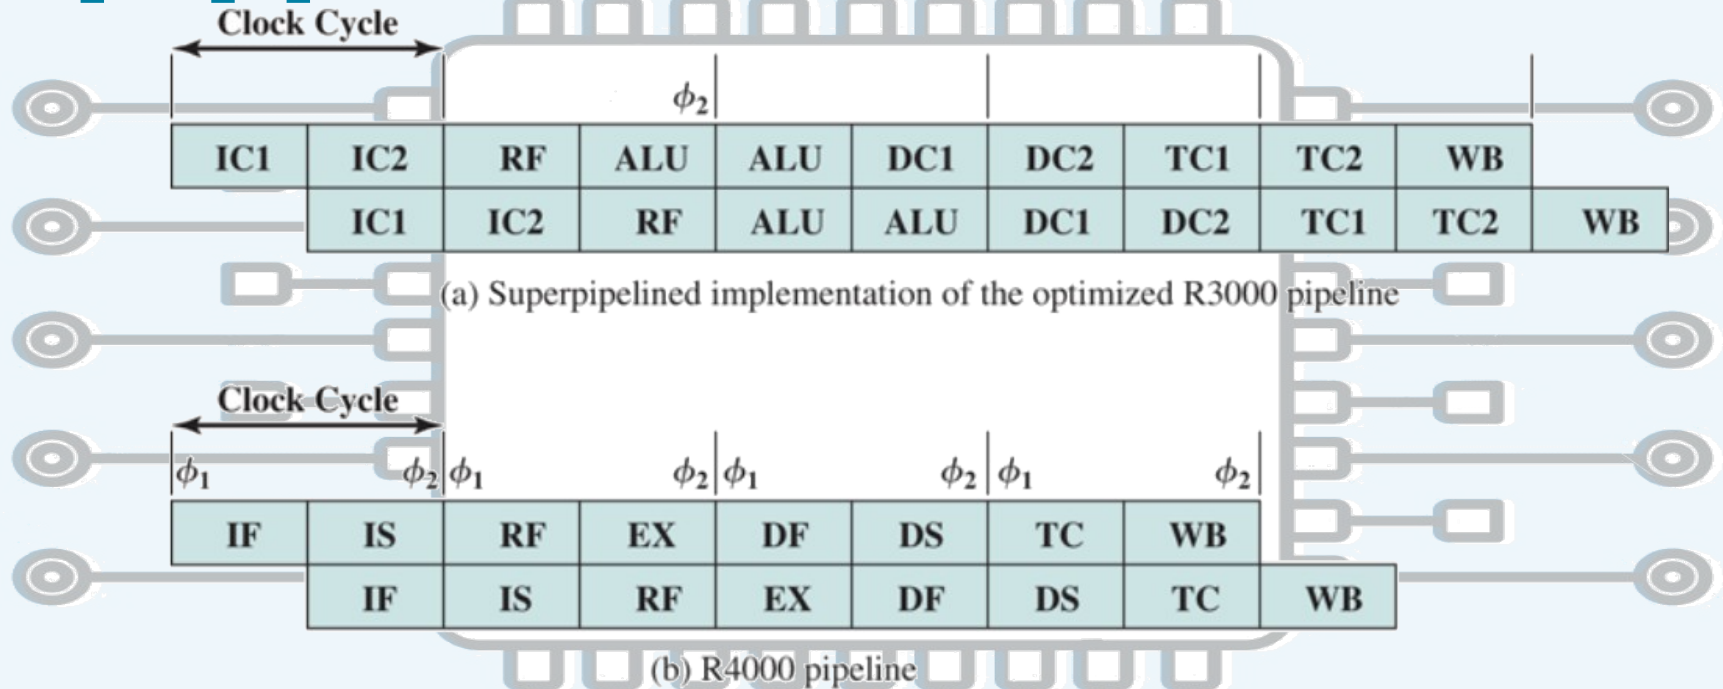 Clock Cycle
ϕ2
IC1 IC2 RF ALU ALU DC1 DC2 TC1 TC2 WB
IC1 IC2 RF ALU ALU DC1 DC2 TC1 TC2 WB
(a) Superpipelined implementation of the optimized R3000 pipeline
Clock Cycle
ϕ1 ϕ2 ϕ1 ϕ2 ϕ1 ϕ2 ϕ1 ϕ2
IF IS RF EX DF DS TC WB
IF IS RF EX DF DS TC WB
(b) R4000 pipeline